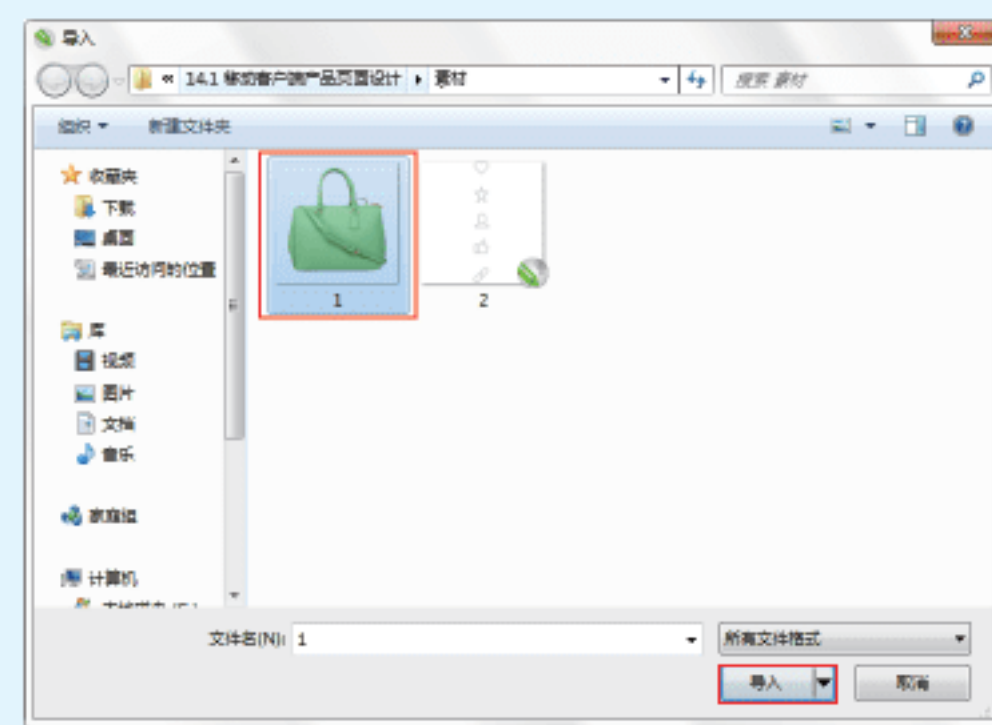 导入
« 14.1 移动客户端产品页面设计 ▸ 素材
搜索 素材
组织
新建文件夹
收藏夹
下载
桌面
最近访问的位置
库
视频
图片
文档
音乐
家庭组
计算机
1
2
文件名(N): 1
所有文件格式
导入
取消